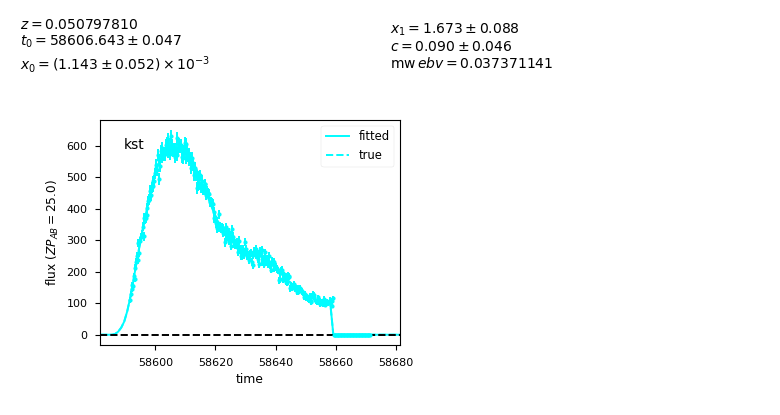 z = 0.050797810
t₀ = 58606.643 ± 0.047
x₀ = (1.143 ± 0.052) × 10⁻³
x₁ = 1.673 ± 0.088
c = 0.090 ± 0.046
mw ebv = 0.037371141
kst
fitted
true
600
500
400
300
200
100
0
flux (ZP_AB = 25.0)
58600 58620 58640 58660 58680
time